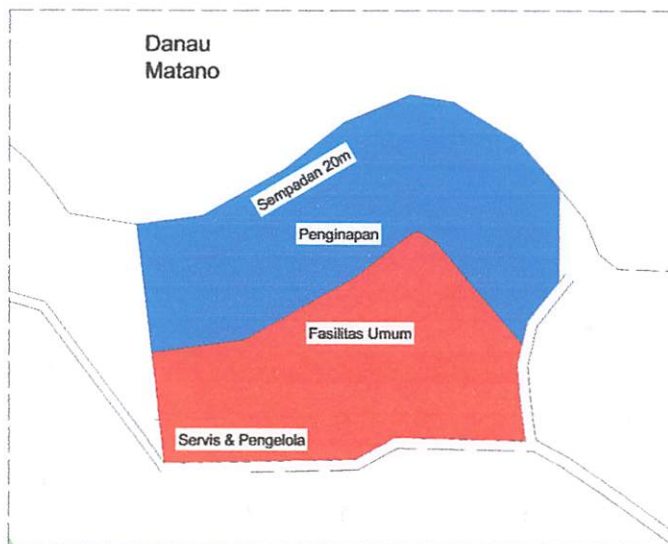 Danau
Matano
Sempadan 20m
Penginapan
Fasilitas Umum
Servis & Pengelola